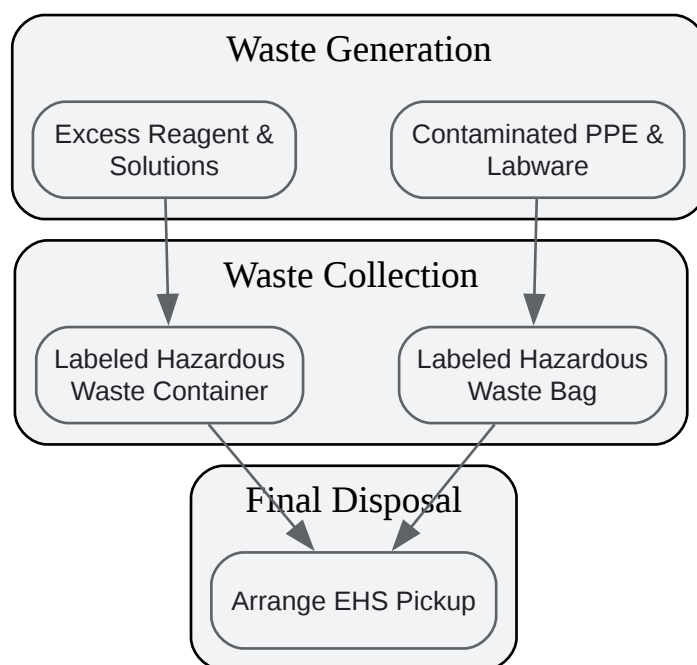 Waste Generation
Excess Reagent &
Solutions
Contaminated PPE &
Labware
Waste Collection
Labeled Hazardous
Waste Container
Labeled Hazardous
Waste Bag
Final Disposal
Arrange EHS Pickup